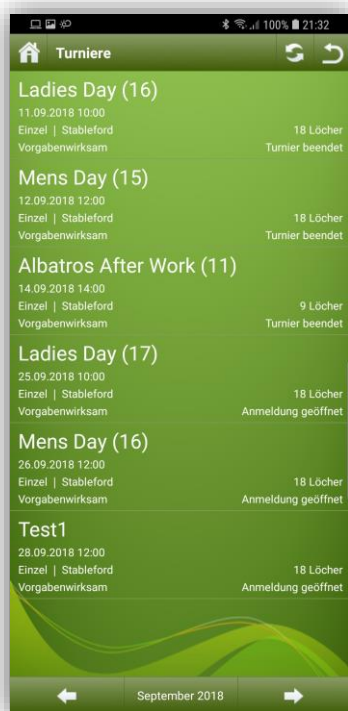 100% 21:32
Turniere
Ladies Day (16)
11.09.2018 10:00
Einzel | Stableford 18 Löcher
Vorgabenwirksam Turnier beendet
Mens Day (15)
12.09.2018 12:00
Einzel | Stableford 18 Löcher
Vorgabenwirksam Turnier beendet
Albatros After Work (11)
14.09.2018 14:00
Einzel | Stableford 9 Löcher
Vorgabenwirksam Turnier beendet
Ladies Day (17)
25.09.2018 10:00
Einzel | Stableford 18 Löcher
Vorgabenwirksam Anmeldung geöffnet
Mens Day (16)
26.09.2018 12:00
Einzel | Stableford 18 Löcher
Vorgabenwirksam Anmeldung geöffnet
Test1
28.09.2018 12:00
Einzel | Stableford 18 Löcher
Vorgabenwirksam Anmeldung geöffnet
September 2018